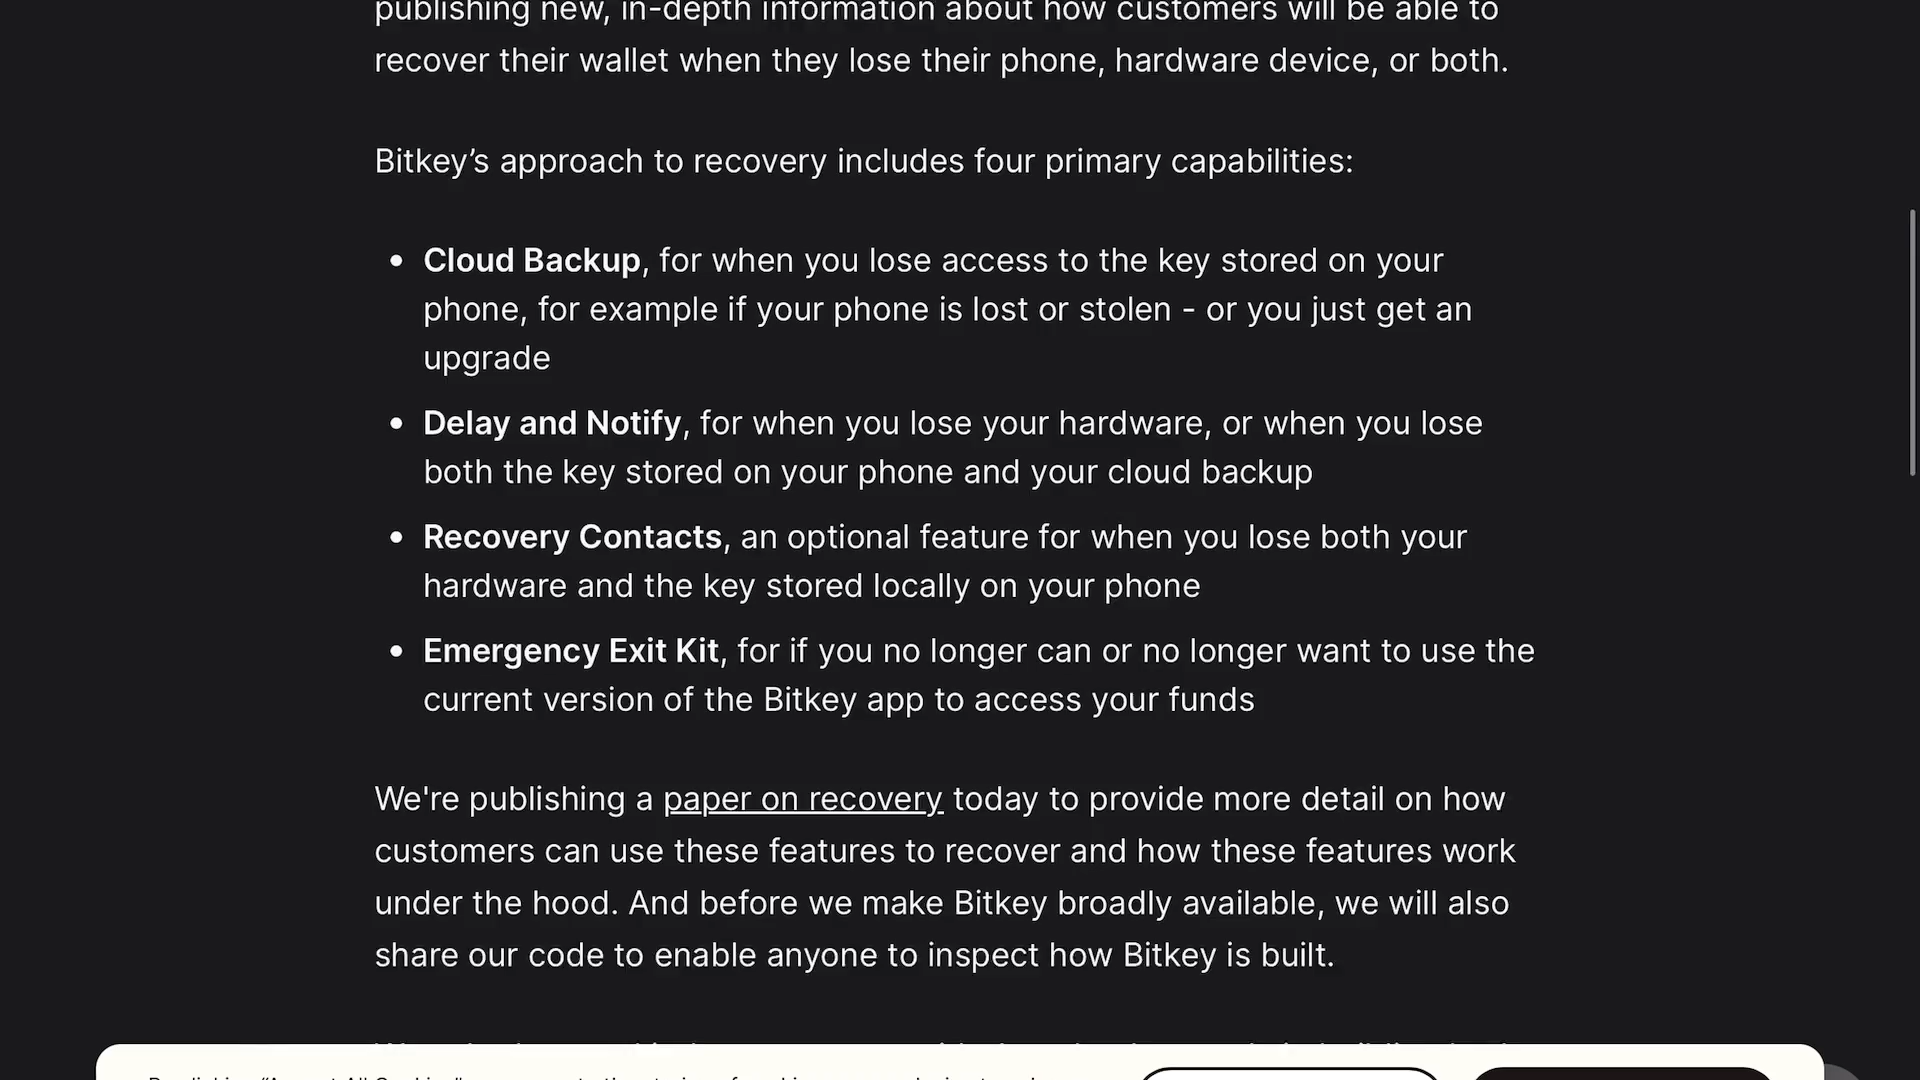 publishing new, in-depth information about how customers will be able to
recover their wallet when they lose their phone, hardware device, or both.
Bitkey’s approach to recovery includes four primary capabilities:
• Cloud Backup, for when you lose access to the key stored on your
phone, for example if your phone is lost or stolen - or you just get an
upgrade
• Delay and Notify, for when you lose your hardware, or when you lose
both the key stored on your phone and your cloud backup
• Recovery Contacts, an optional feature for when you lose both your
hardware and the key stored locally on your phone
• Emergency Exit Kit, for if you no longer can or no longer want to use the
current version of the Bitkey app to access your funds
We're publishing a paper on recovery today to provide more detail on how
customers can use these features to recover and how these features work
under the hood. And before we make Bitkey broadly available, we will also
share our code to enable anyone to inspect how Bitkey is built.